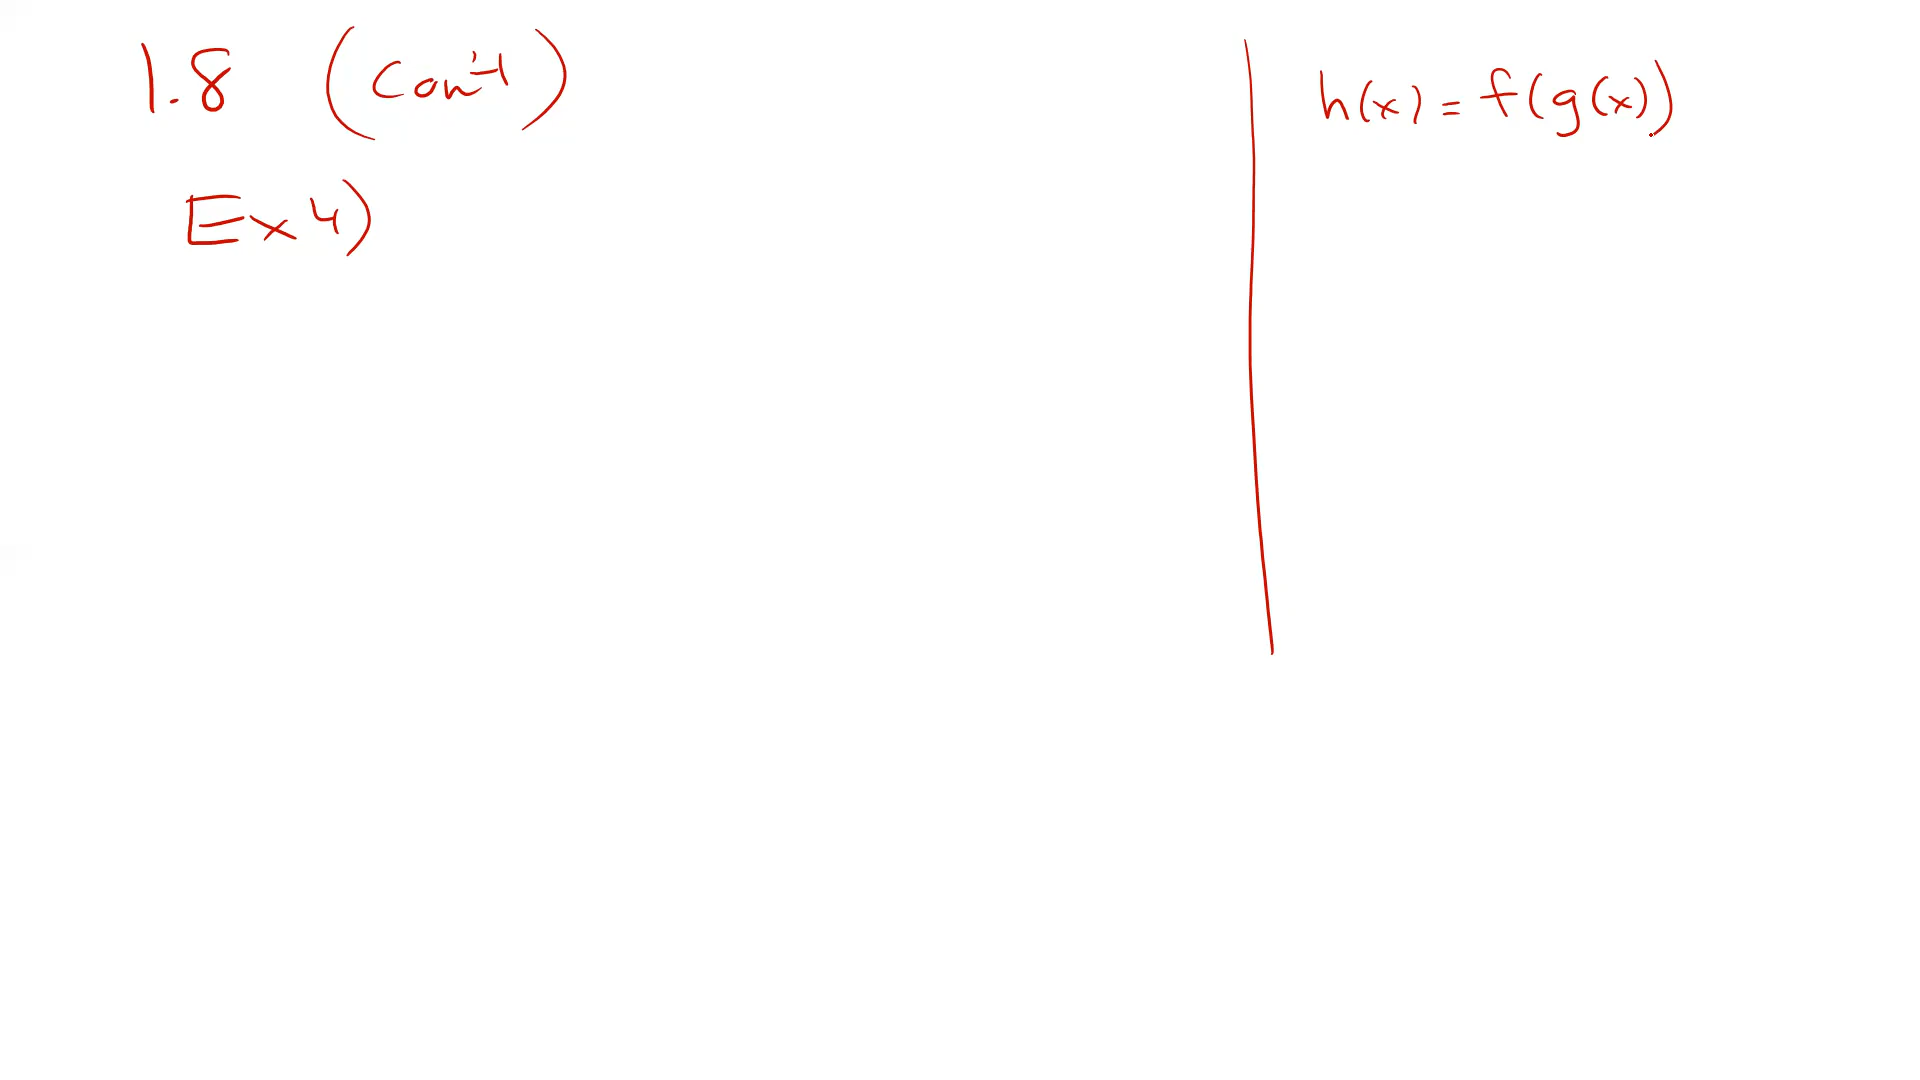 1.8 (Con't)
Ex 4)
h(x) = f(g(x))